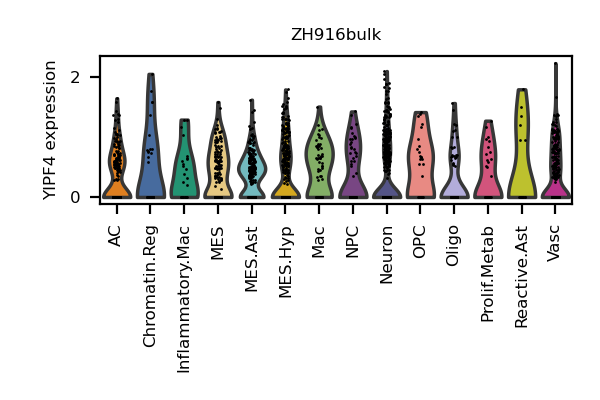 ZH916bulk
YIPF4 expression
2
0
AC
Chromatin.Reg
Inflammatory.Mac
MES
MES.Ast
MES.Hyp
Mac
NPC
Neuron
OPC
Oligo
Prolif.Metab
Reactive.Ast
Vasc